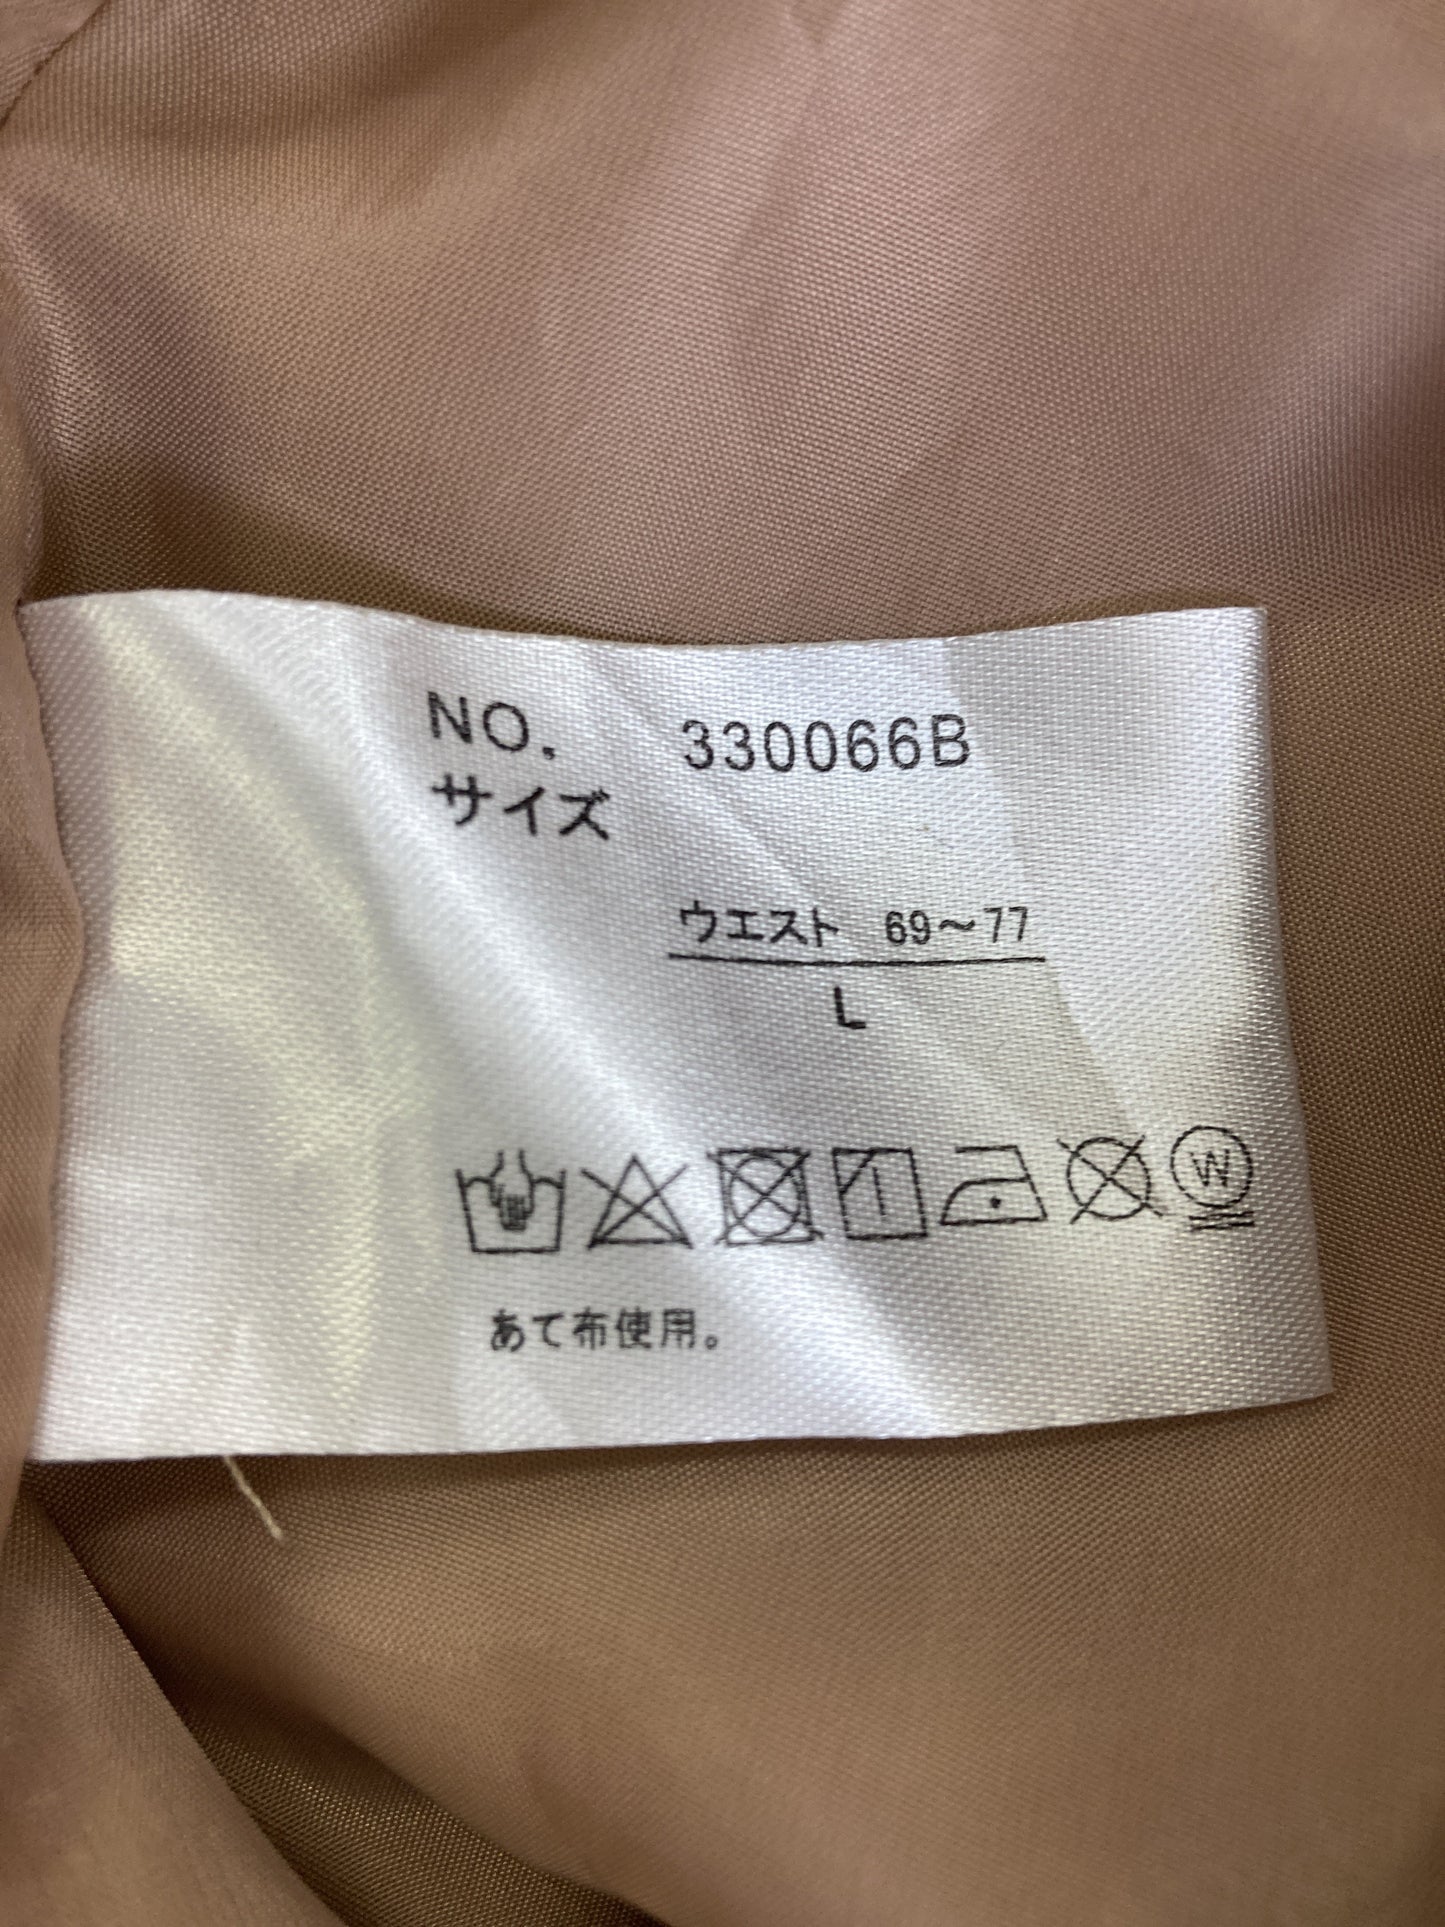 NO. 330066B
サイズ
ウエスト 69～77
L
W
あて布使用。